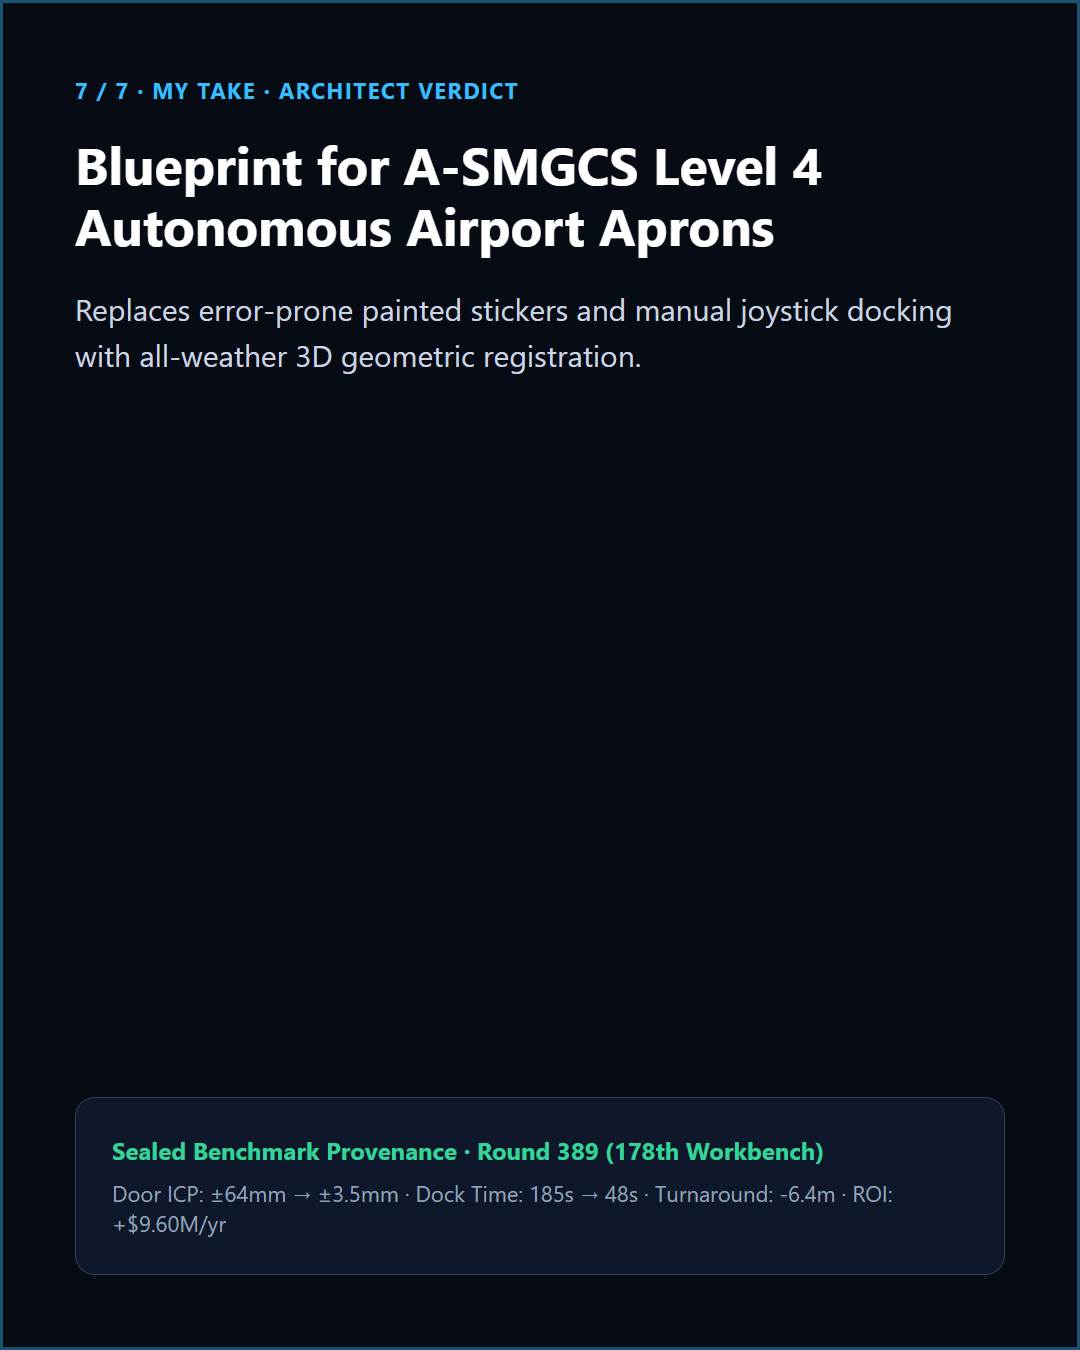 7 / 7 · MY TAKE · ARCHITECT VERDICT
Blueprint for A-SMGCS Level 4
Autonomous Airport Aprons
Replaces error-prone painted stickers and manual joystick docking
with all-weather 3D geometric registration.
Sealed Benchmark Provenance · Round 389 (178th Workbench)
Door ICP: ±64mm → ±3.5mm · Dock Time: 185s → 48s · Turnaround: -6.4m · ROI:
+$9.60M/yr